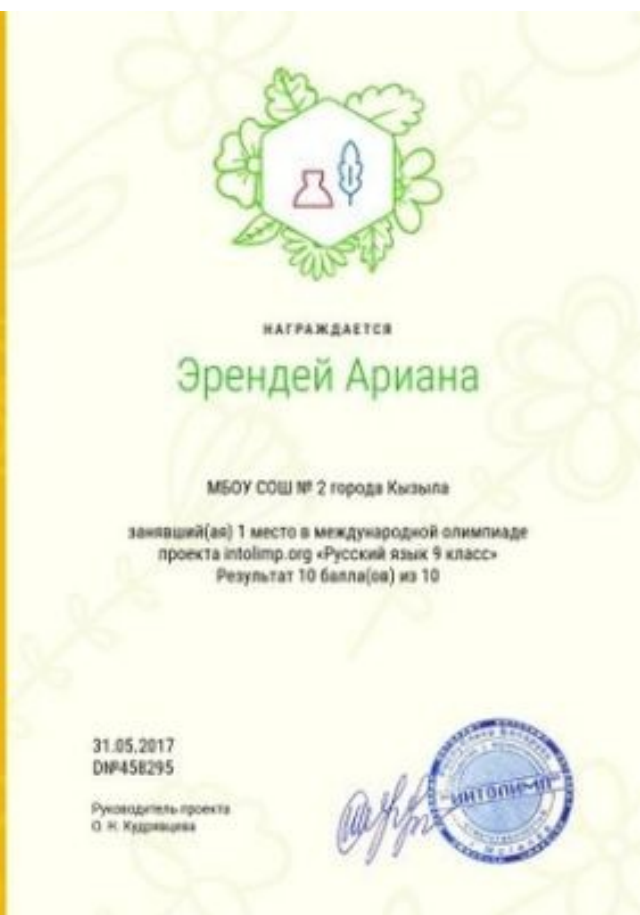 НАГРАЖДАЕТСЯ
Эрендей Ариана
МБОУ СОШ № 2 города Кызыла
занявший(ая) 1 место в международной олимпиаде
проекта intolimp.org «Русский язык 9 класс»
Результат 10 балла(ов) из 10
31.05.2017
D№458295
Руководитель проекта
О. Н. Кудрявцева
"ИНТОЛИМП"